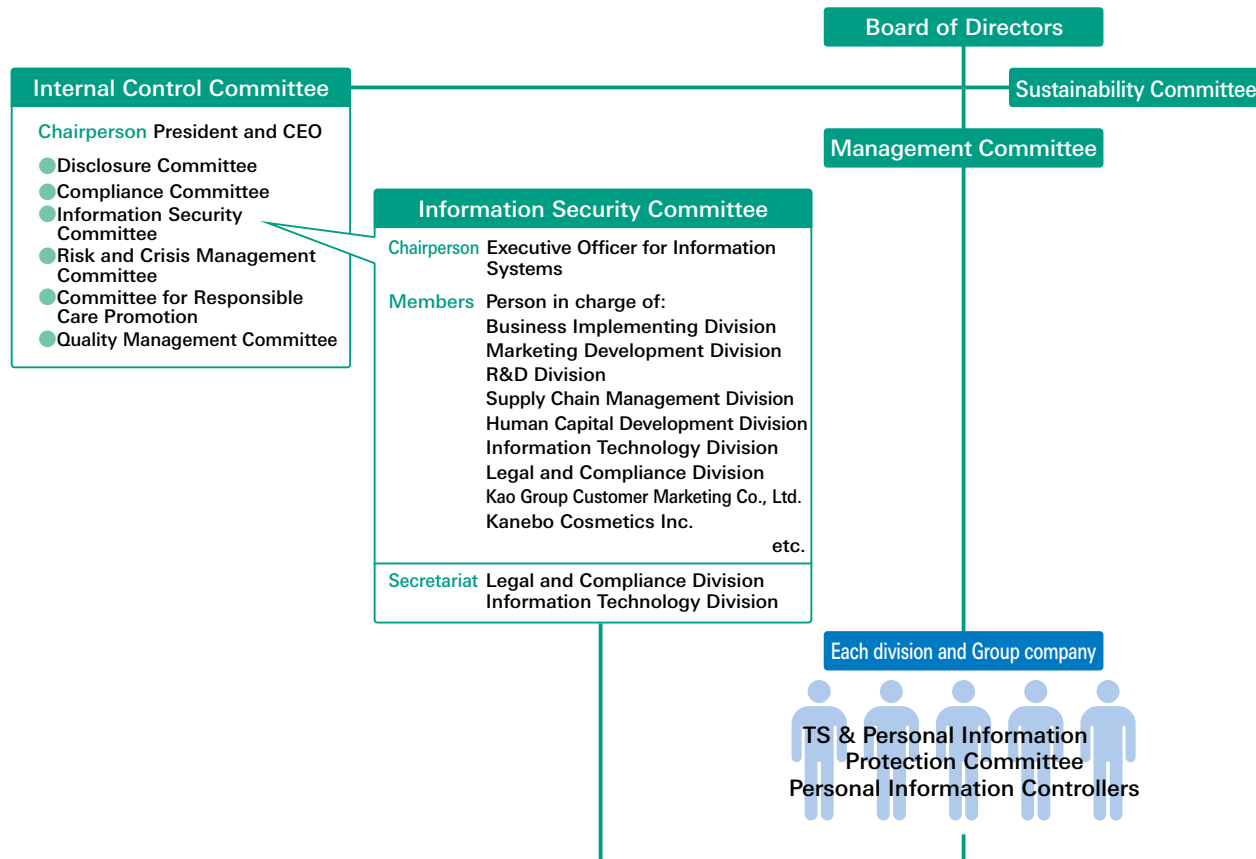 Board of Directors
Internal Control Committee
Sustainability Committee
Chairperson President and CEO
Management Committee
Disclosure Committee
Compliance Committee
Information Security
Committee
Risk and Crisis Management
Committee
Committee for Responsible
Care Promotion
Quality Management Committee
Information Security Committee
Chairperson Executive Officer for Information
Systems
Members Person in charge of:
Business Implementing Division
Marketing Development Division
R&D Division
Supply Chain Management Division
Human Capital Development Division
Information Technology Division
Legal and Compliance Division
Kao Group Customer Marketing Co., Ltd.
Kanebo Cosmetics Inc.
etc.
Secretariat Legal and Compliance Division
Information Technology Division
Each division and Group company
TS & Personal Information
Protection Committee
Personal Information Controllers